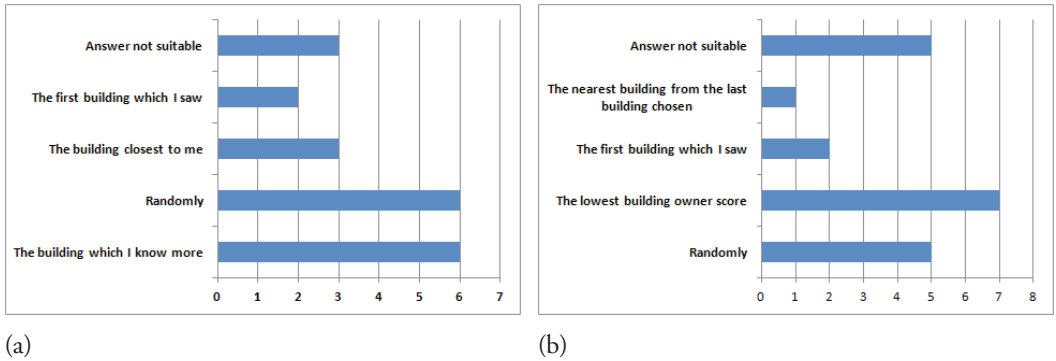 Answer not suitable
The first building which I saw
The building closest to me
Randomly
The building which I know more
0 1 2 3 4 5 6 7
(a)
Answer not suitable
The nearest building from the last
building chosen
The first building which I saw
The lowest building owner score
Randomly
0 1 2 3 4 5 6 7 8
(b)